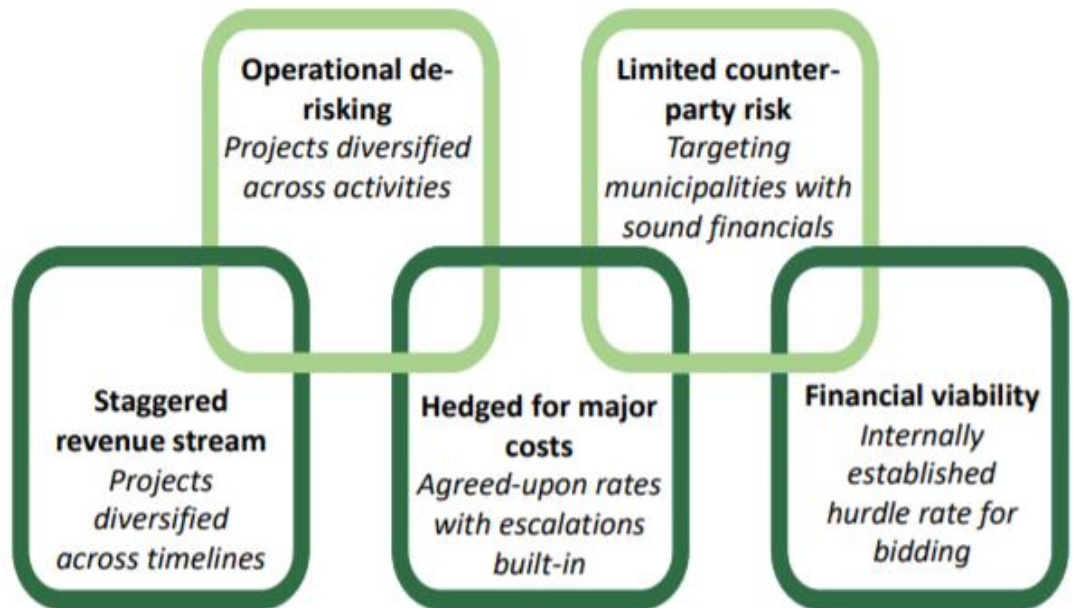 Operational de-
risking
Projects diversified
across activities
Limited counter-
party risk
Targeting
municipalities with
sound financials
Staggered
revenue stream
Projects
diversified
across timelines
Hedged for major
costs
Agreed-upon rates
with escalations
built-in
Financial viability
Internally
established
hurdle rate for
bidding